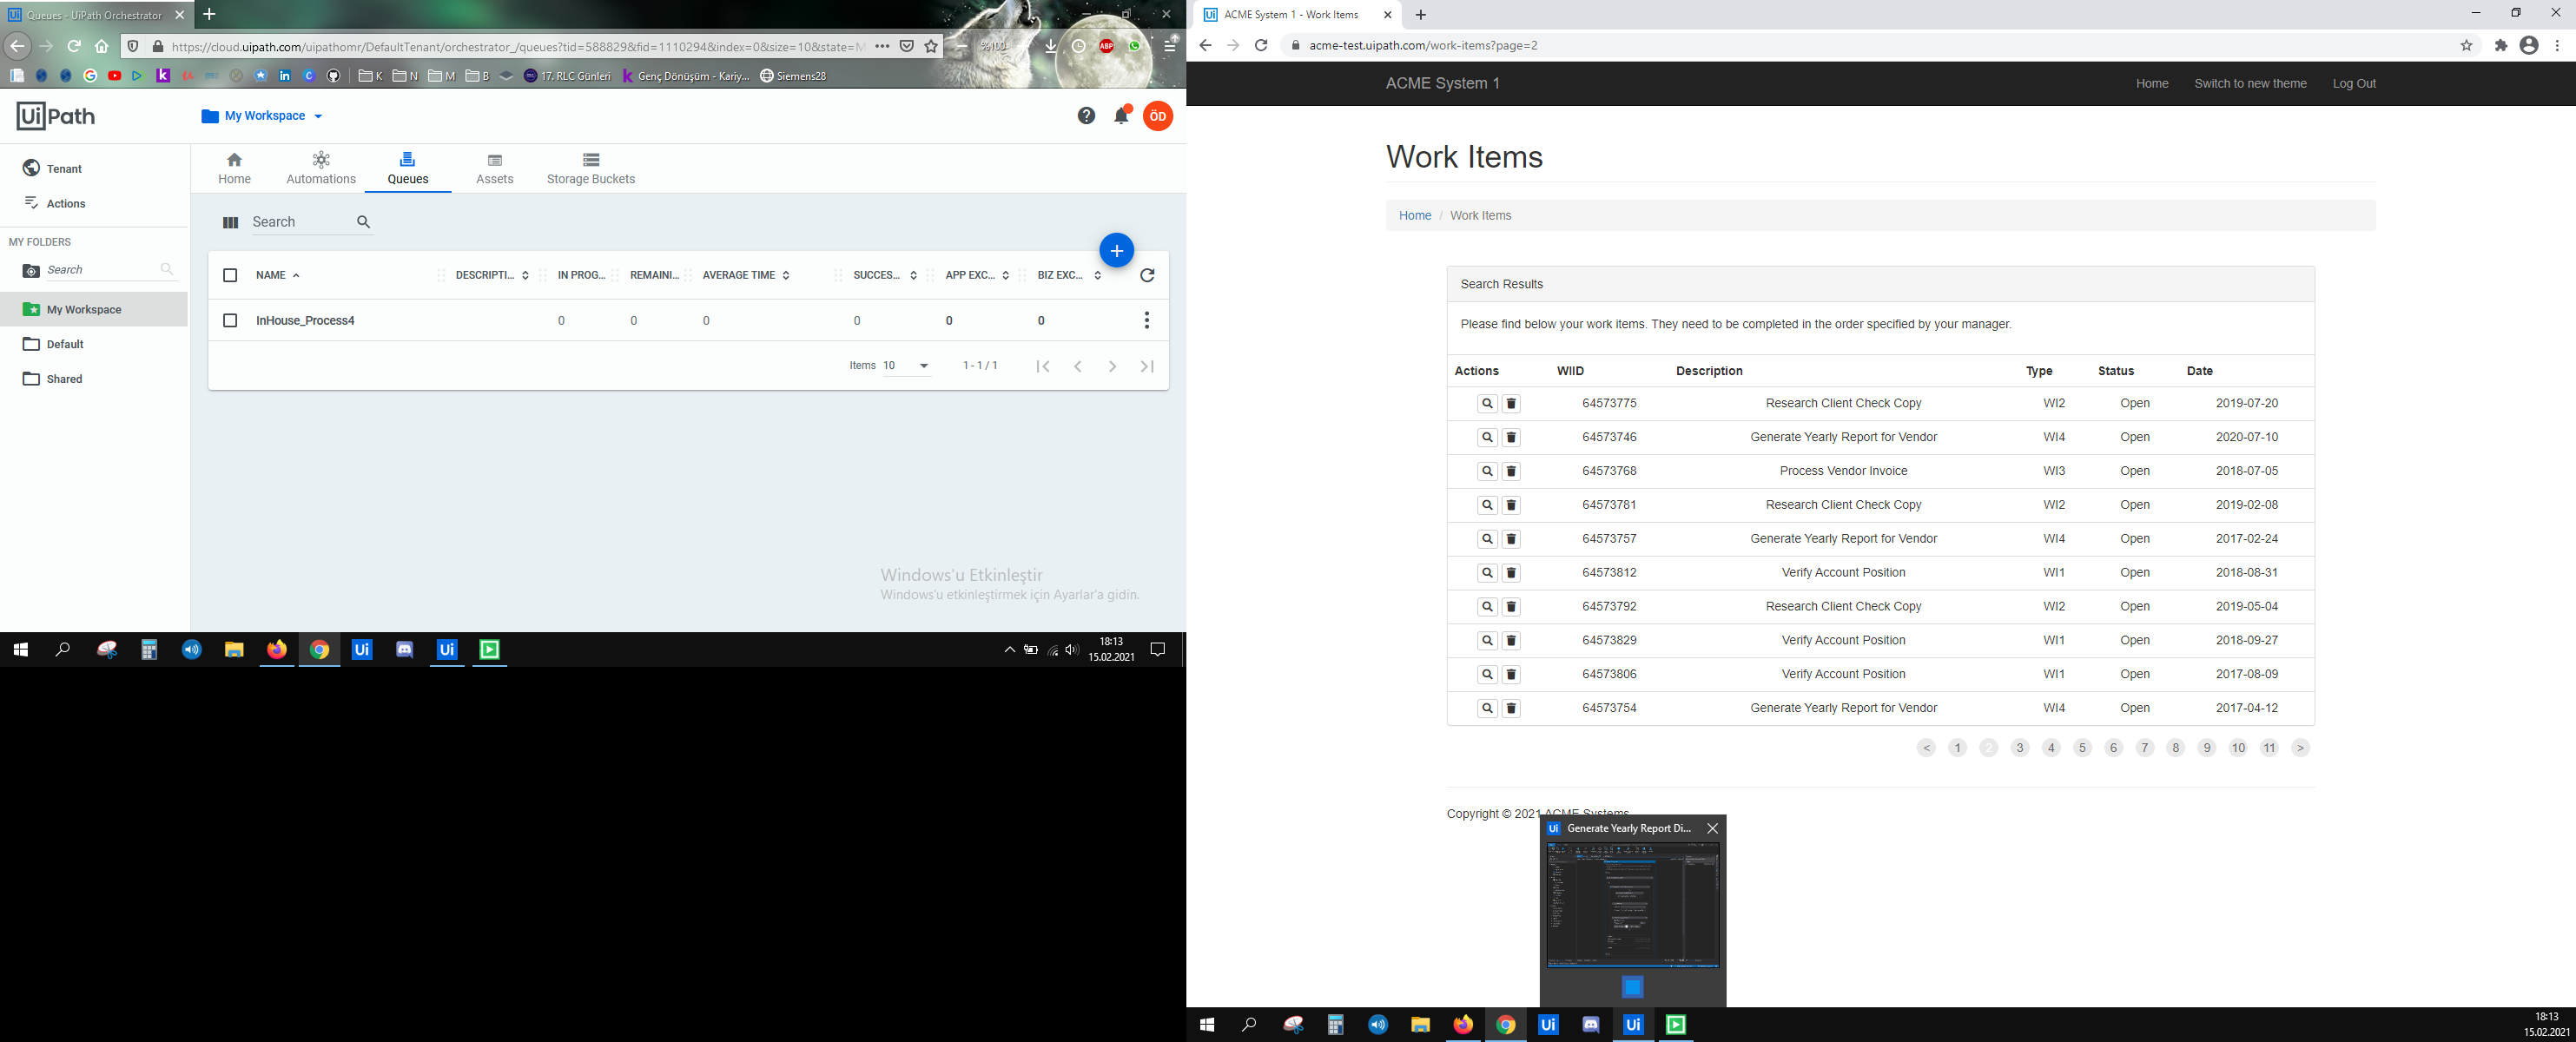 Queues - UiPath Orchestrator
https://cloud.uipath.com/uipathomr/DefaultTenant/orchestrator_/queues?tid=588829&fid=1110294&index=0&size=10&state=M
%100
ABP
K
N
M
B
17. RLC Günleri
Genç Dönüşüm - Kariy...
Siemens28
UiPath
My Workspace
ÖD
Tenant
Actions
MY FOLDERS
Search
My Workspace
Default
Shared
Home
Automations
Queues
Assets
Storage Buckets
Search
NAME DESCRIPTI... IN PROG... REMAINI... AVERAGE TIME SUCCES... APP EXC... BIZ EXC...
InHouse_Process4 0 0 0 0 0 0
Items 10 1 - 1 / 1
Windows'u Etkinleştir
Windows'u etkinleştirmek için Ayarlar'a gidin.
18:13
15.02.2021
ACME System 1 - Work Items
acme-test.uipath.com/work-items?page=2
ACME System 1
Home
Switch to new theme
Log Out
Work Items
Home / Work Items
Search Results
Please find below your work items. They need to be completed in the order specified by your manager.
Actions WIID Description Type Status Date
64573775 Research Client Check Copy WI2 Open 2019-07-20
64573746 Generate Yearly Report for Vendor WI4 Open 2020-07-10
64573768 Process Vendor Invoice WI3 Open 2018-07-05
64573781 Research Client Check Copy WI2 Open 2019-02-08
64573757 Generate Yearly Report for Vendor WI4 Open 2017-02-24
64573812 Verify Account Position WI1 Open 2018-08-31
64573792 Research Client Check Copy WI2 Open 2019-05-04
64573829 Verify Account Position WI1 Open 2018-09-27
64573806 Verify Account Position WI1 Open 2017-08-09
64573754 Generate Yearly Report for Vendor WI4 Open 2017-04-12
< 1 2 3 4 5 6 7 8 9 10 11 >
Copyright © 2021 ACME Systems
Generate Yearly Report Di...
18:13
15.02.2021